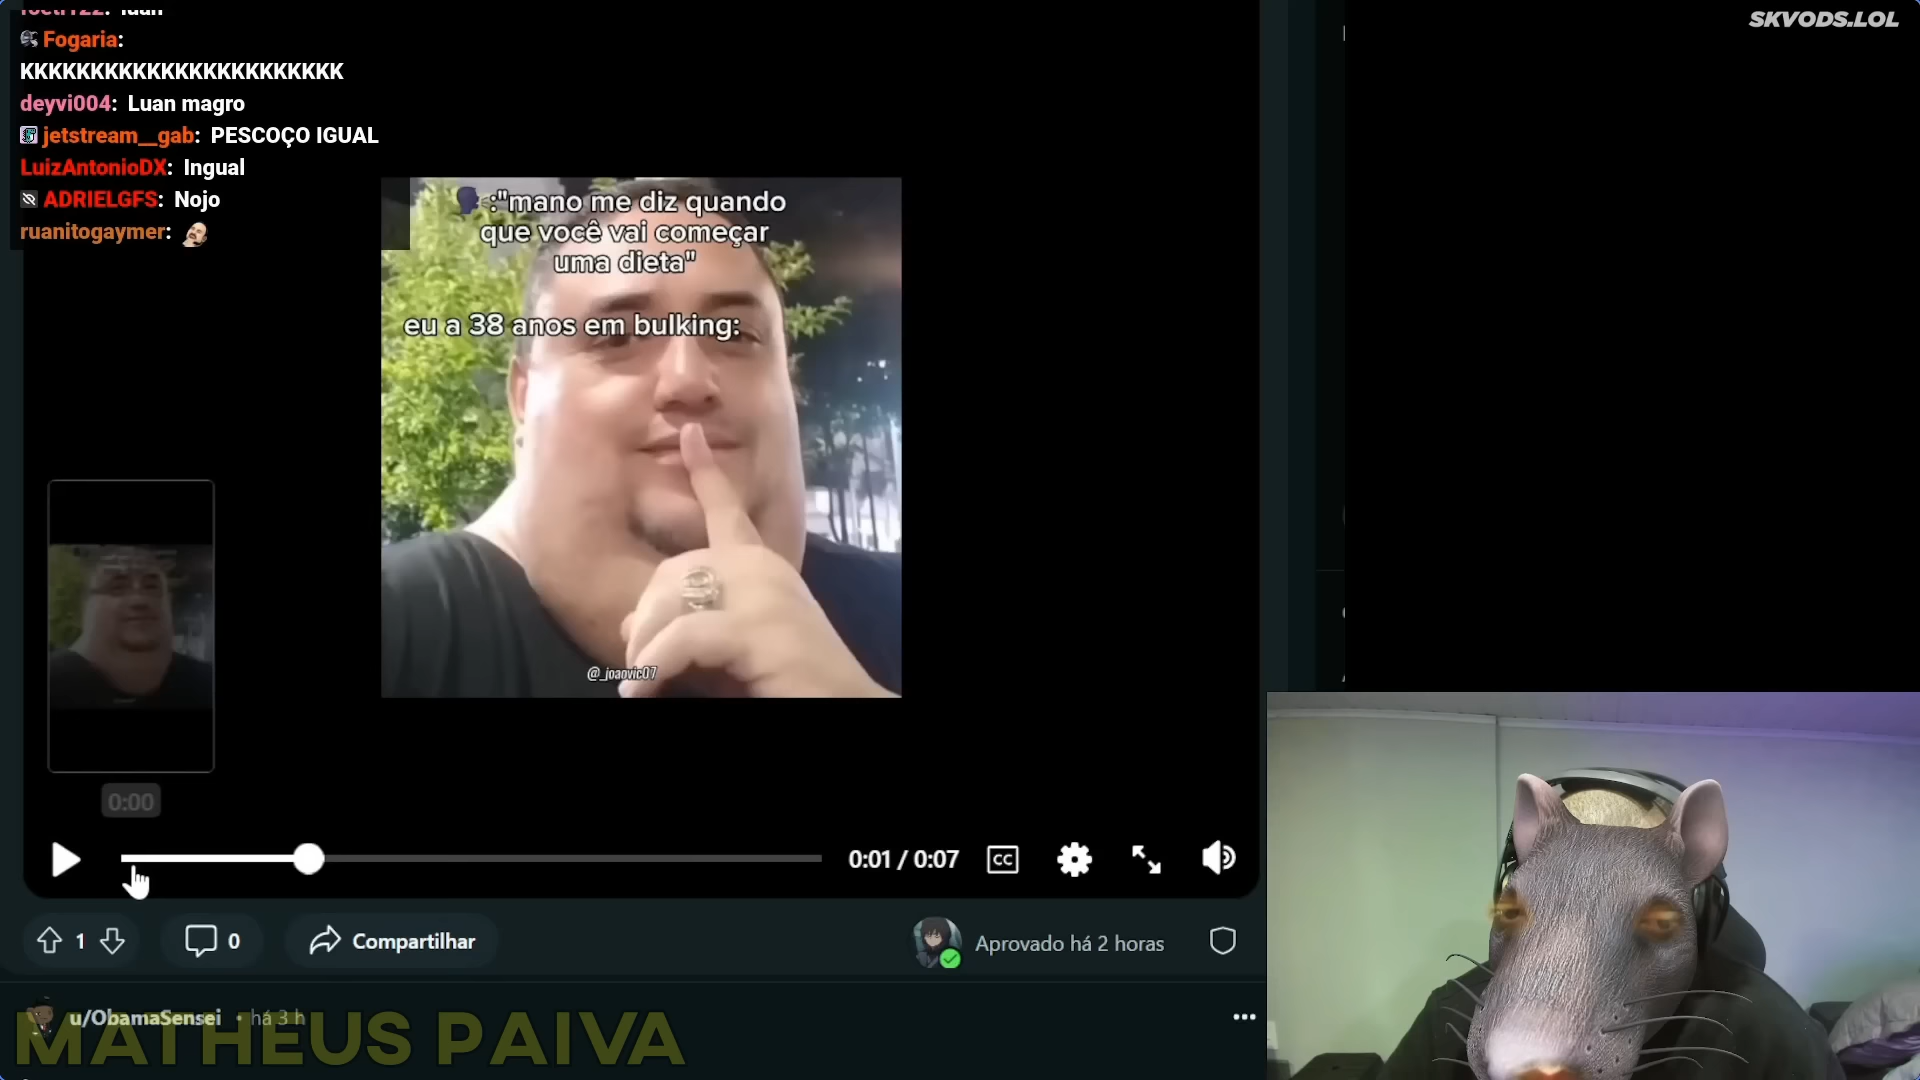 SKVODS.LOL
Fogaria:
KKKKKKKKKKKKKKKKKKKKKKK
deyvi004: Luan magro
jetstream__gab: PESCOÇO IGUAL
LuizAntonioDX: Ingual
ADRIELGFS: Nojo
ruanitogaymer:
:"mano me diz quando
que você vai começar
uma dieta"
eu a 38 anos em bulking:
@_joaovic07
0:00
0:01 / 0:07
CC
1
0
Compartilhar
Aprovado há 2 horas
u/ObamaSensei • há 3 h
MATHEUS PAIVA